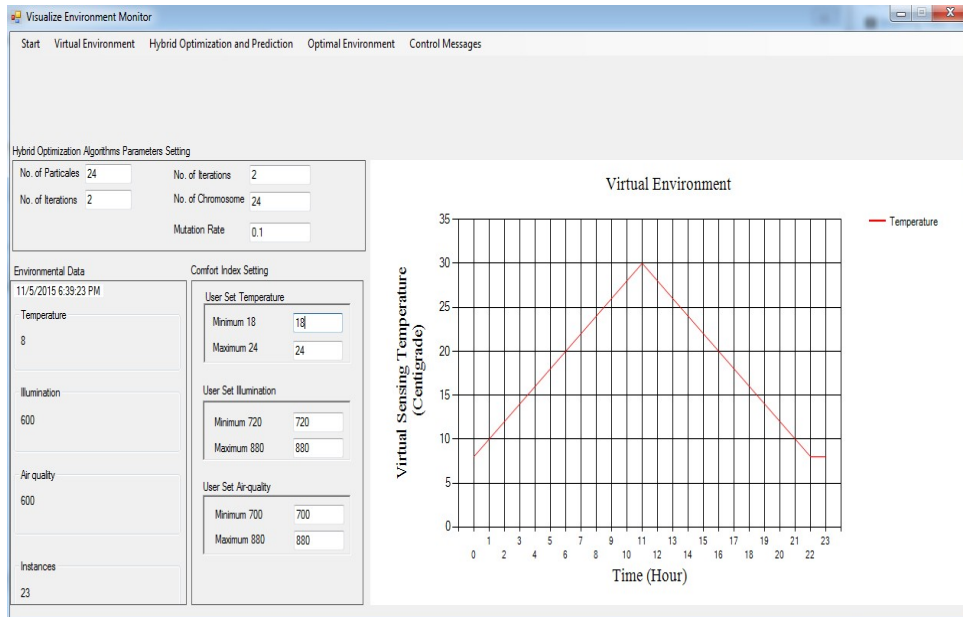 Visualize Environment Monitor
Start Virtual Environment Hybrid Optimization and Prediction Optimal Environment Control Messages
Hybrid Optimization Algorithms Parameters Setting
No. of Particales 24 No. of Iterations 2
No. of Iterations 2 No. of Chromosome 24
Mutation Rate 0.1
Environmental Data
11/5/2015 6:39:23 PM
Temperature
8
Illumination
600
Air quality
600
Instances
23
Comfort Index Setting
User Set Temperature
Minimum 18 18
Maximum 24 24
User Set Illumination
Minimum 720 720
Maximum 880 880
User Set Air-quality
Minimum 700 700
Maximum 880 880
Virtual Environment
Temperature
Virtual Sensing Temperature
(Centigrade)
35
30
25
20
15
10
5
0
1 3 5 7 9 11 13 15 17 19 21 23
0 2 4 6 8 10 12 14 16 18 20 22
Time (Hour)